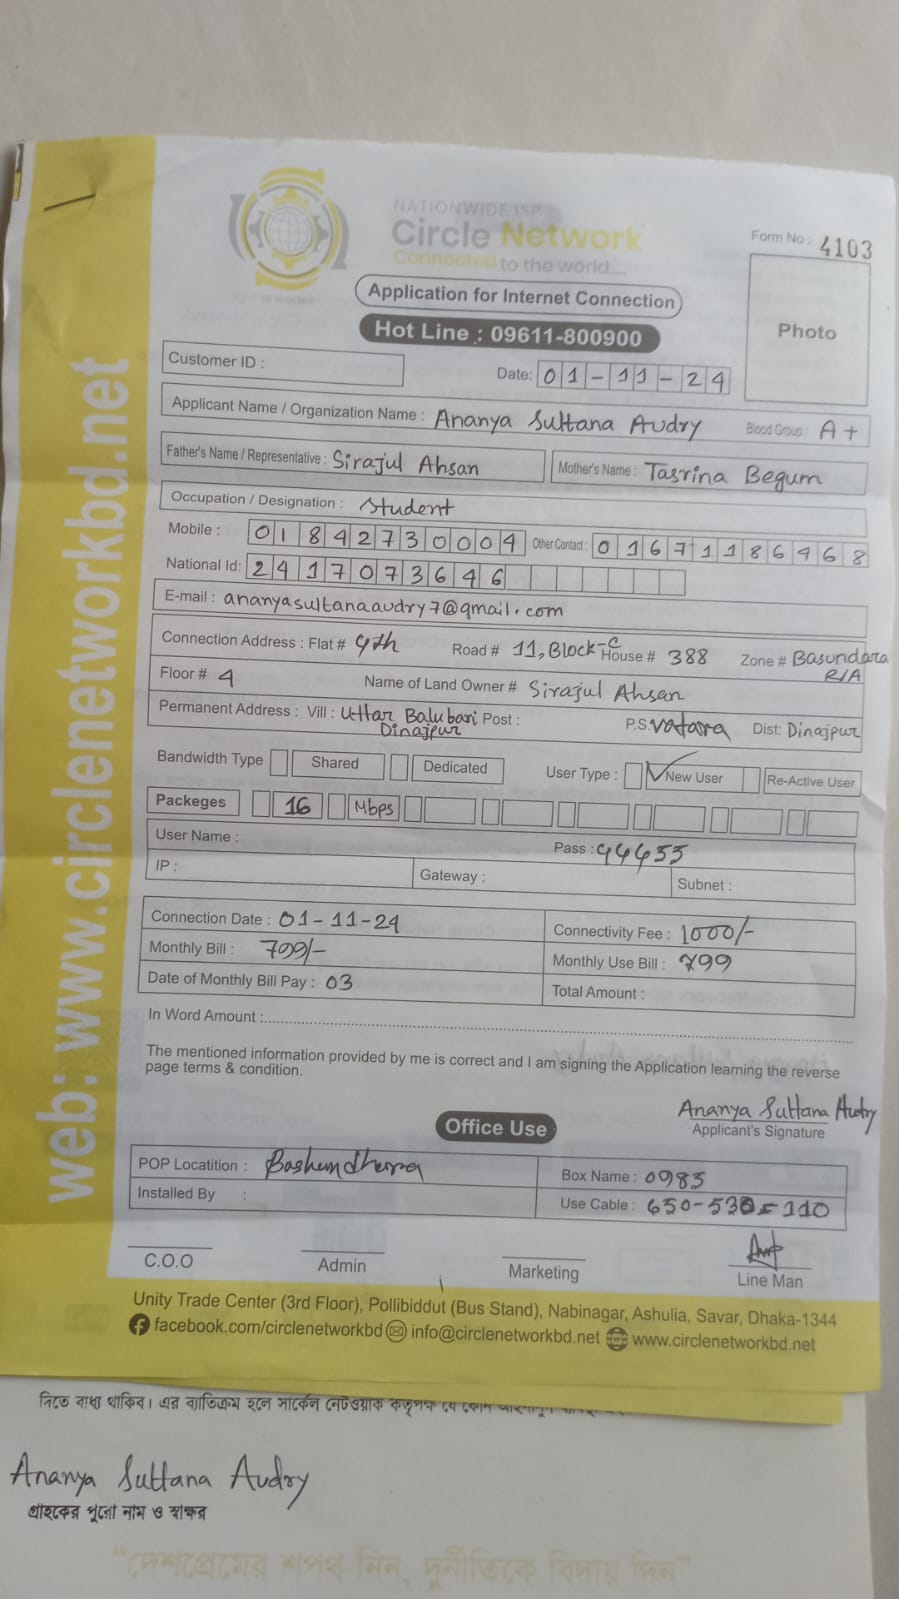 NATIONWIDE ISP
Circle Network
Connected to the world...
Form No : 4103
Application for Internet Connection
Hot Line : 09611-800900
Photo
Customer ID :
Date: 01-11-24
Applicant Name / Organization Name : Ananya Sultana Audry Blood Group : A+
Father's Name / Representative : Sirajul Ahsan Mother's Name : Tasrina Begum
Occupation / Designation : Student
Mobile : 01842730004 Other Contact : 01671186468
National Id: 2417073646
E-mail : ananyasultanaaudry7@gmail.com
Connection Address : Flat # 4th Road # 11, Block-C House # 388 Zone # Basundara R/A
Floor # 4 Name of Land Owner # Sirajul Ahsan
Permanent Address : Vill : Uttar Balubari Dinajpur Post : P.S. Vatara Dist: Dinajpur
Bandwidth Type Shared Dedicated User Type : New User Re-Active User
Packeges 16 Mbps
User Name : Pass : 44455
IP : Gateway : Subnet :
Connection Date : 01-11-24 Connectivity Fee : 1000/-
Monthly Bill : 799/- Monthly Use Bill : 799
Date of Monthly Bill Pay : 03 Total Amount :
In Word Amount :
The mentioned information provided by me is correct and I am signing the Application learning the reverse
page terms & condition.
Ananya Sultana Audry
Applicant's Signature
Office Use
POP Locatition : Bashundhura Box Name : 0985
Installed By : Use Cable : 650-530=110
C.O.O Admin Marketing Line Man
Unity Trade Center (3rd Floor), Pollibiddut (Bus Stand), Nabinagar, Ashulia, Savar, Dhaka-1344
facebook.com/circlenetworkbd info@circlenetworkbd.net www.circlenetworkbd.net
web: www.circlenetworkbd.net
নিতে বাধ্য থাকিব। এর ব্যতিক্রম হলে সার্কেল নেটওয়ার্ক কর্তৃপক্ষ যে কোন
Ananya Sultana Audry
গ্রাহকের পুরো নাম ও স্বাক্ষর
“দেশপ্রেমের শপথ নিন, দুর্নীতিকে বিদায় দিন”